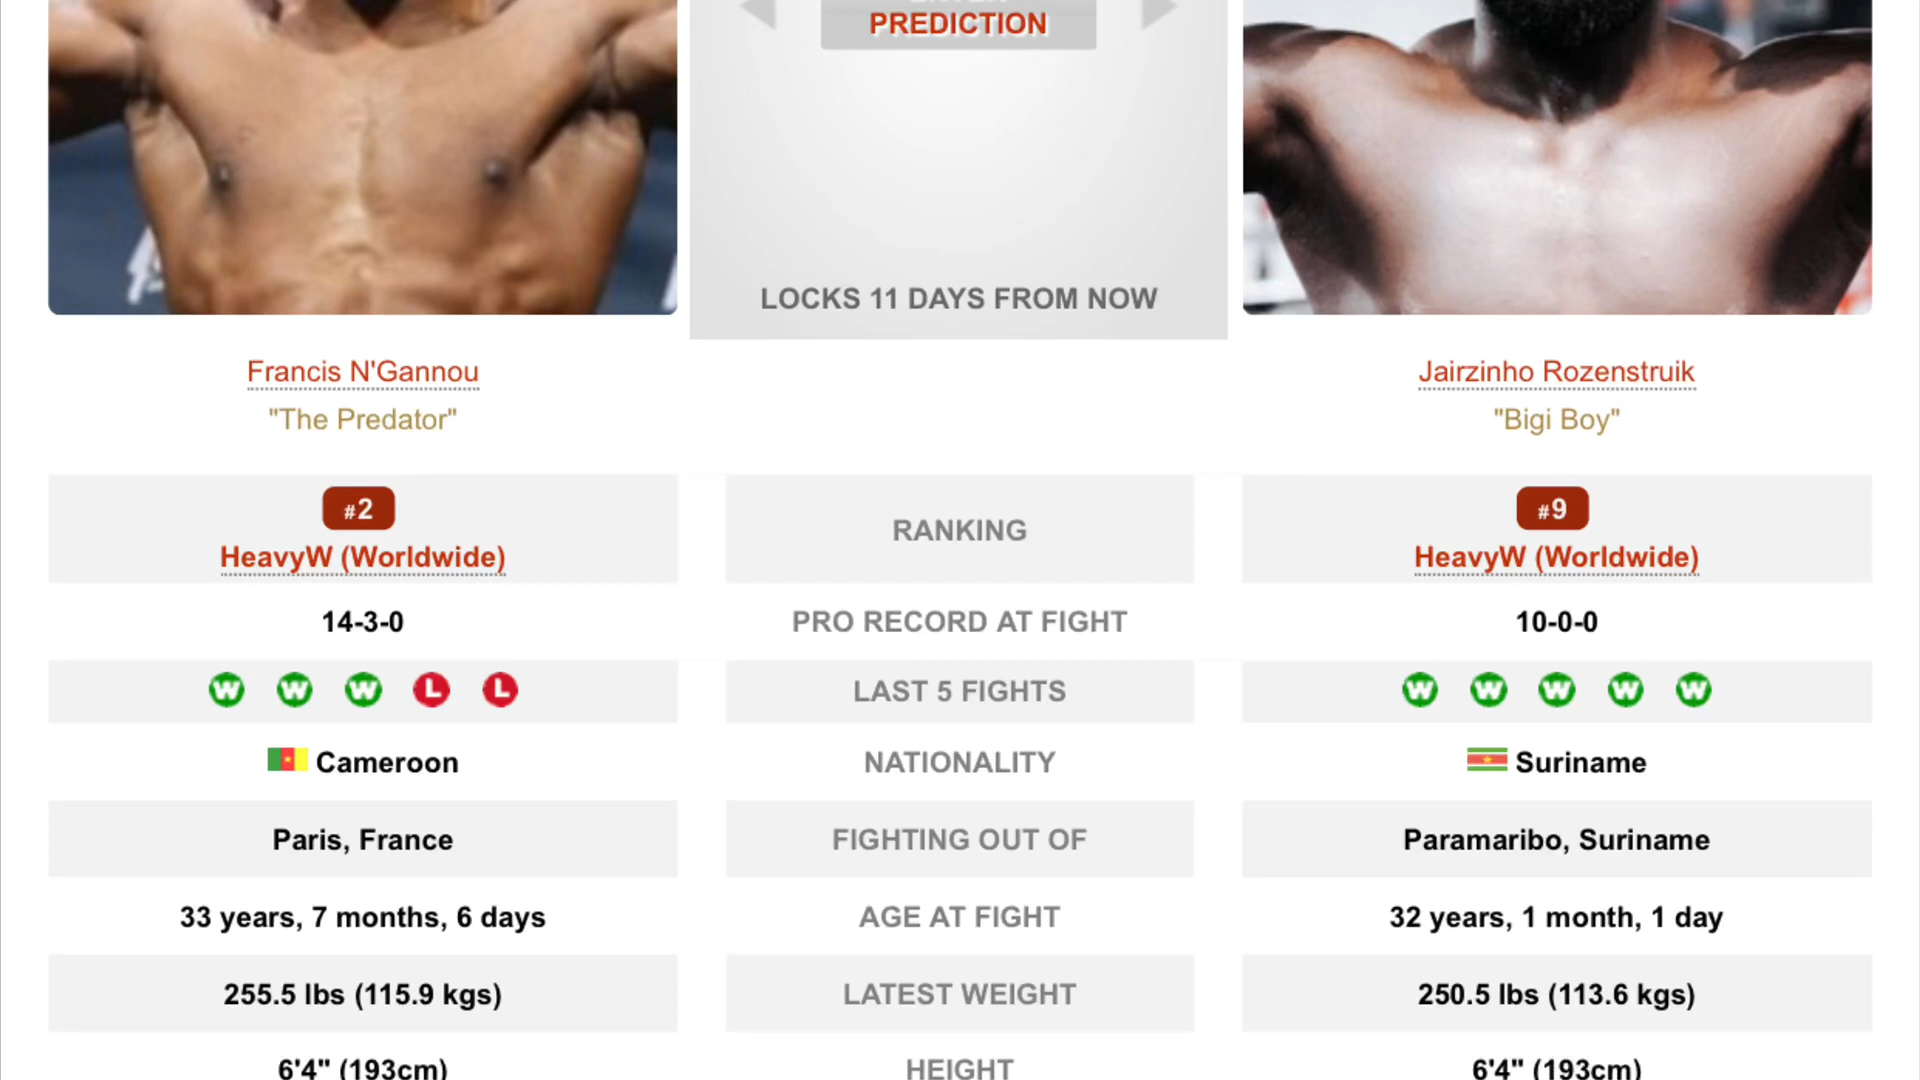 PREDICTION
LOCKS 11 DAYS FROM NOW
Francis N'Gannou
Jairzinho Rozenstruik
"The Predator"
"Bigi Boy"
#2
#9
HeavyW (Worldwide)
RANKING
HeavyW (Worldwide)
14-3-0
PRO RECORD AT FIGHT
10-0-0
W W W L L
LAST 5 FIGHTS
W W W W W
Cameroon
NATIONALITY
Suriname
Paris, France
FIGHTING OUT OF
Paramaribo, Suriname
33 years, 7 months, 6 days
AGE AT FIGHT
32 years, 1 month, 1 day
255.5 lbs (115.9 kgs)
LATEST WEIGHT
250.5 lbs (113.6 kgs)
6'4" (193cm)
HEIGHT
6'4" (193cm)